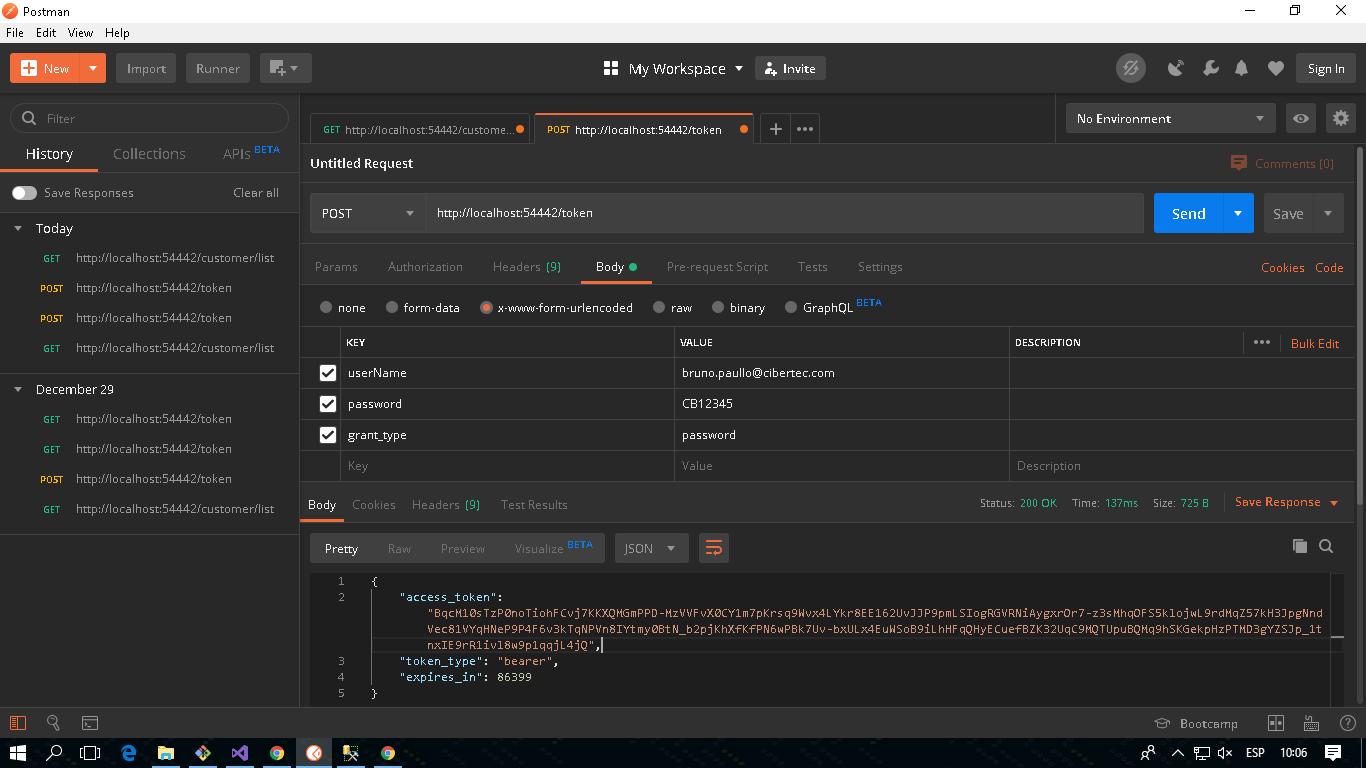 Postman
File Edit View Help
New Import Runner My Workspace Invite Sign In
Filter
History Collections APIs BETA
Save Responses Clear all
Today
GET http://localhost:54442/customer/list
POST http://localhost:54442/token
POST http://localhost:54442/token
GET http://localhost:54442/customer/list
December 29
GET http://localhost:54442/token
GET http://localhost:54442/token
POST http://localhost:54442/token
GET http://localhost:54442/customer/list
GET http://localhost:54442/custome... POST http://localhost:54442/token No Environment
Untitled Request Comments (0)
POST http://localhost:54442/token Send Save
Params Authorization Headers (9) Body Pre-request Script Tests Settings Cookies Code
none form-data x-www-form-urlencoded raw binary GraphQL BETA
KEY VALUE DESCRIPTION Bulk Edit
userName bruno.paullo@cibertec.com
password CB12345
grant_type password
Key Value Description
Body Cookies Headers (9) Test Results Status: 200 OK Time: 137ms Size: 725 B Save Response
Pretty Raw Preview Visualize BETA JSON
1 {
2 "access_token":
"BqcM10sTzP0noTiohFCvj7KKXQMGmPPD-MzVVFvX0CY1m7pKrsq9Wvx4LYkr8EE162UvJJP9pmLSIogRGVRNiAygxrOr7-z3sMhqOFS5klojwL9rdMqZ57kH3JpgNnd
Vec81VYqHNeP9P4F6v3kTqNPVn8IYtmy0BtN_b2pjKhXfKfPN6wPBk7Uv-bxULx4EuWSoB9iLhHFqQHyECuefBZK32UqC9MQTUpuBQMq9hSKGekpHzPTMD3gYZSJp_1t
nxIE9rR1ivl8w9p1qqjL4jQ",
3 "token_type": "bearer",
4 "expires_in": 86399
5 }
Bootcamp
ESP 10:06